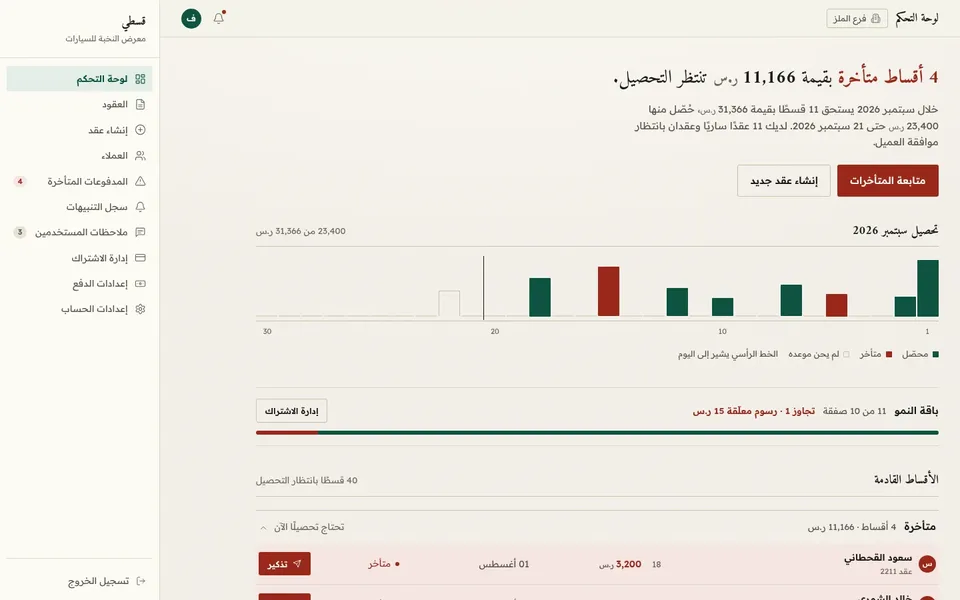 قسطي
معرض النخبة للسيارات
لوحة التحكم
العقود
إنشاء عقد
العملاء
المدفوعات المتأخرة 4
سجل التنبيهات
ملاحظات المستخدمين 3
إدارة الاشتراك
إعدادات الدفع
إعدادات الحساب
تسجيل الخروج
لوحة التحكم
فرع الملز
ف
4 أقساط متأخرة بقيمة 11,166 ر.س تنتظر التحصيل.
خلال سبتمبر 2026 يستحق 11 قسطًا بقيمة 31,366 ر.س، حُصّل منها
23,400 ر.س حتى 21 سبتمبر 2026. لديك 11 عقدًا ساريًا وعقدان بانتظار
موافقة العميل.
متابعة المتأخرات
إنشاء عقد جديد
تحصيل سبتمبر 2026
23,400 من 31,366 ر.س
1
10
20
30
محصّل
متأخر
لم يحن موعده
الخط الرأسي يشير إلى اليوم
باقة النمو 11 من 10 صفقة تجاوز 1 · رسوم معلّقة 15 ر.س
إدارة الاشتراك
الأقساط القادمة
40 قسطًا بانتظار التحصيل
متأخرة 4 أقساط · 11,166 ر.س
تحتاج تحصيلًا الآن
س
سعود القحطاني
عقد 2211
18
3,200 ر.س
01 أغسطس
متأخر
تذكير
خالد الشمري